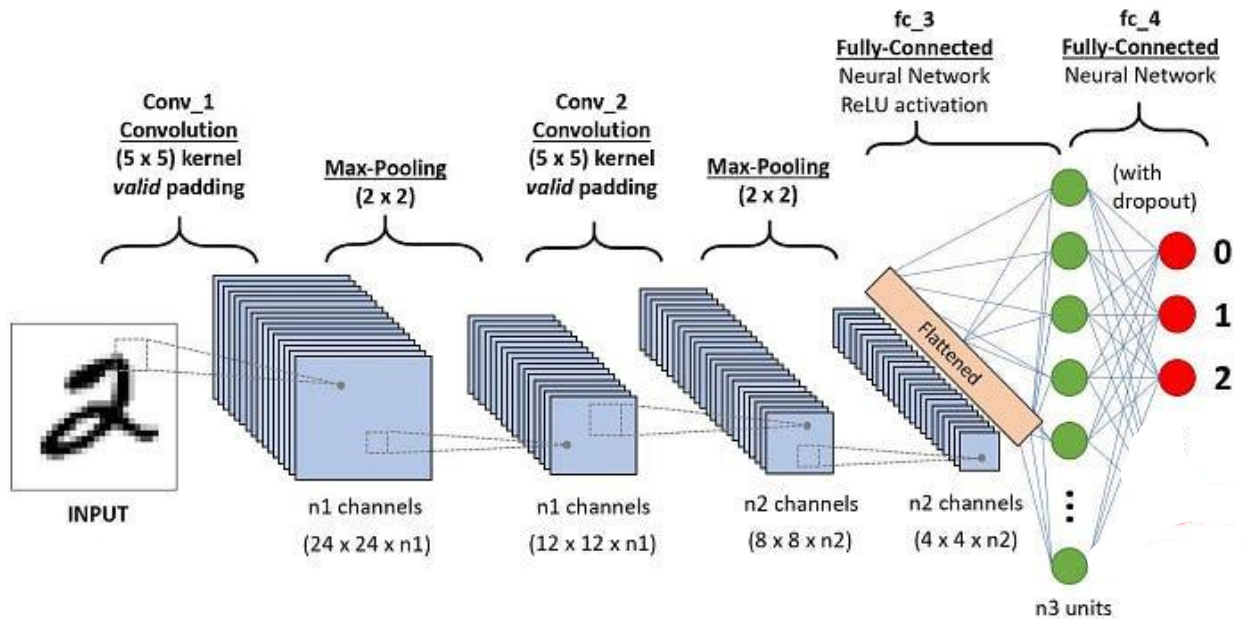 fc_3
Fully-Connected
Neural Network
ReLU activation
fc_4
Fully-Connected
Neural Network
Conv_1
Convolution
(5 x 5) kernel
valid padding
Max-Pooling
(2 x 2)
Conv_2
Convolution
(5 x 5) kernel
valid padding
Max-Pooling
(2 x 2)
(with
dropout)
0
1
2
Flattened
2
INPUT
n1 channels
(24 x 24 x n1)
n1 channels
(12 x 12 x n1)
n2 channels
(8 x 8 x n2)
n2 channels
(4 x 4 x n2)
n3 units